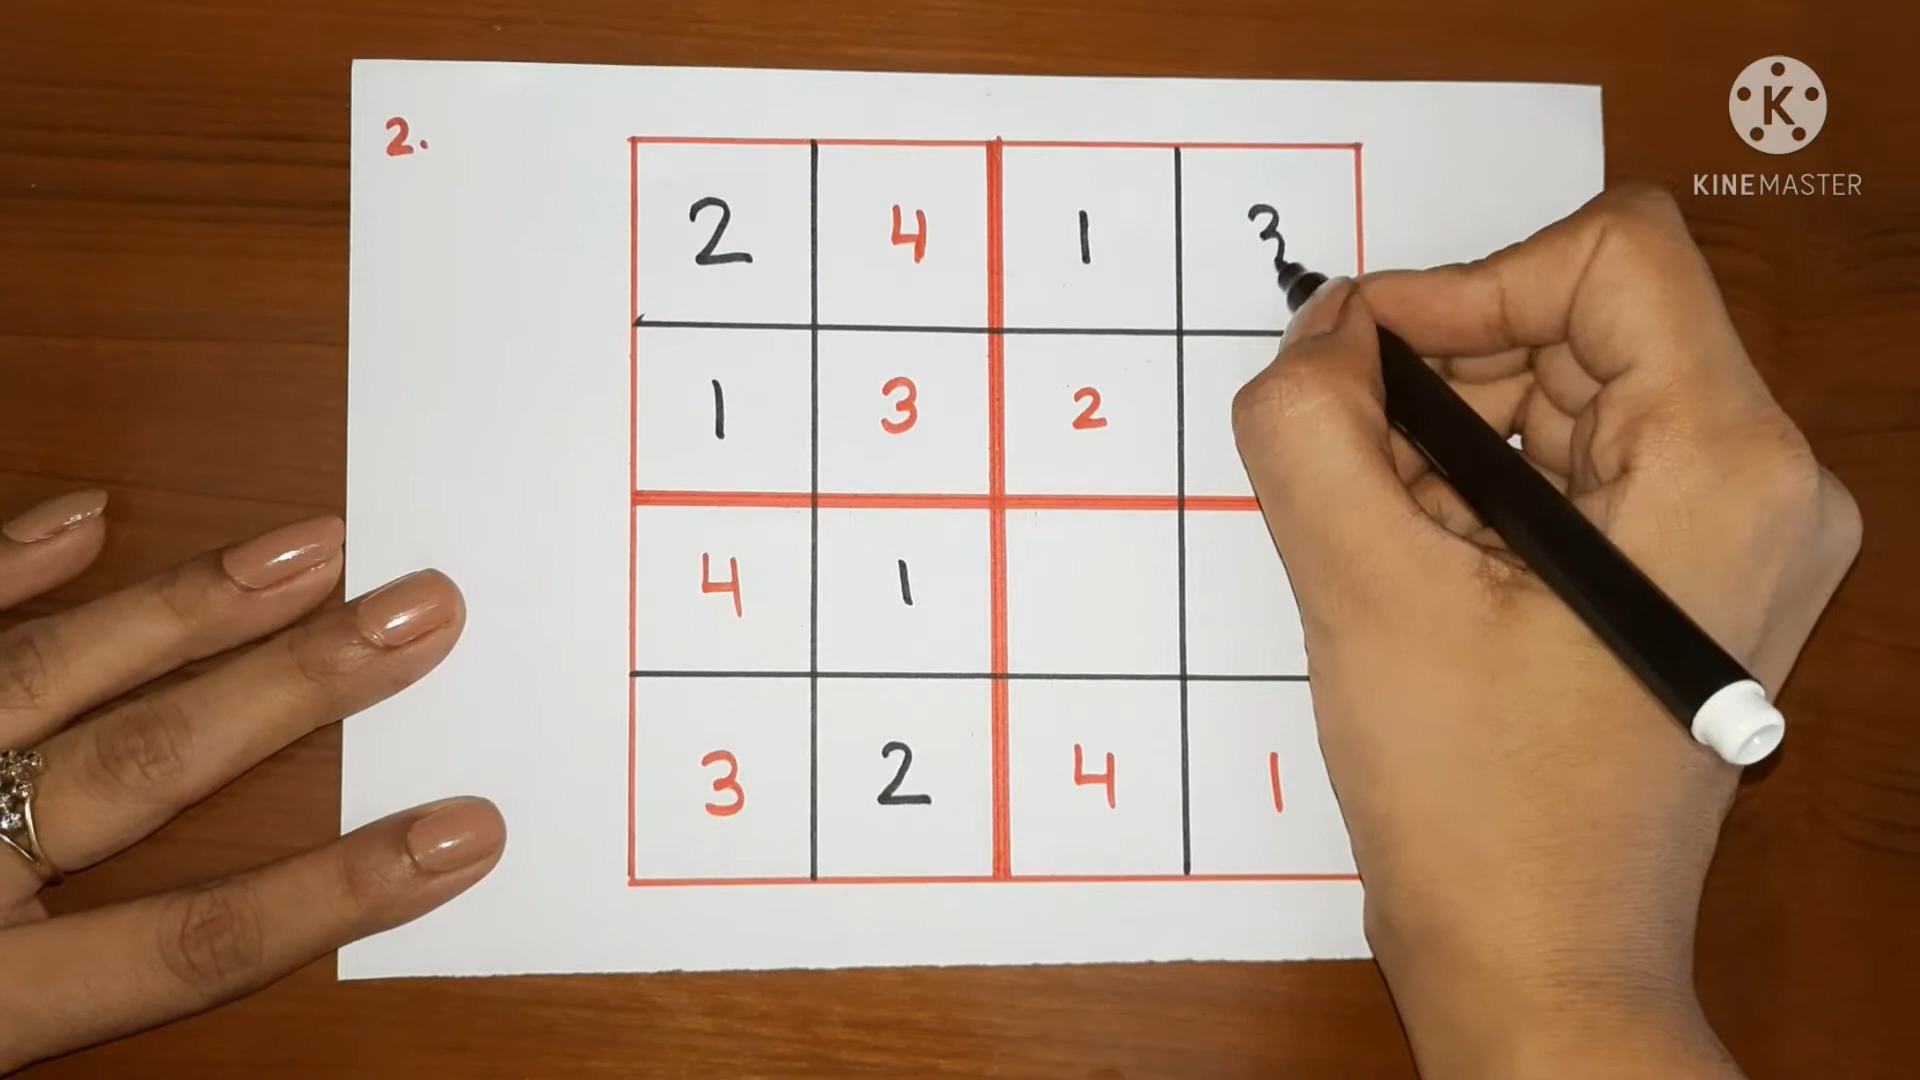 2.
2 4 1 3
1 3 2
4 1
3 2 4 1
K
KINEMASTER